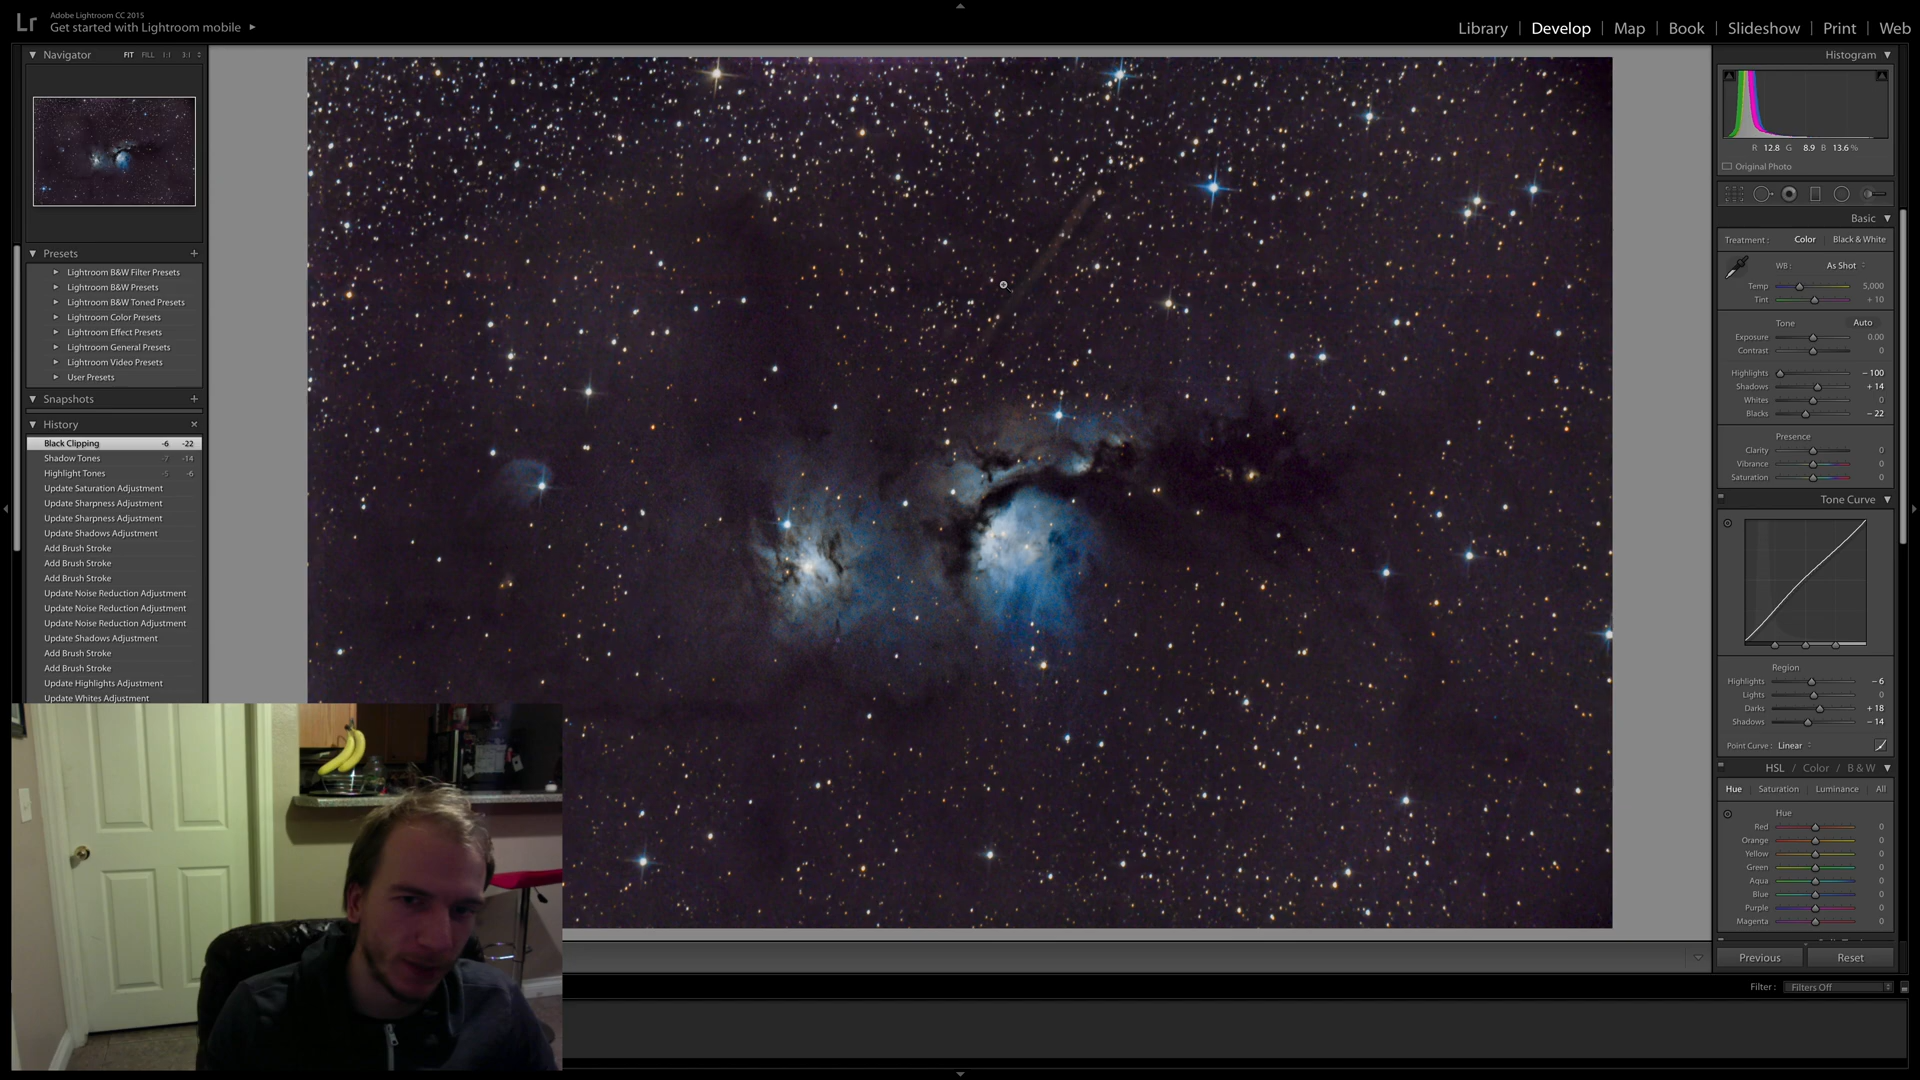 Lr
Adobe Lightroom CC 2015
Get started with Lightroom mobile
Library | Develop | Map | Book | Slideshow | Print | Web
Navigator FIT FILL 1:1 3:1
Presets +
Lightroom B&W Filter Presets
Lightroom B&W Presets
Lightroom B&W Toned Presets
Lightroom Color Presets
Lightroom Effect Presets
Lightroom General Presets
Lightroom Video Presets
User Presets
Snapshots +
History ×
Black Clipping -6 -22
Shadow Tones -7 -14
Highlight Tones -5 -6
Update Saturation Adjustment
Update Sharpness Adjustment
Update Sharpness Adjustment
Update Shadows Adjustment
Add Brush Stroke
Add Brush Stroke
Add Brush Stroke
Update Noise Reduction Adjustment
Update Noise Reduction Adjustment
Update Noise Reduction Adjustment
Update Shadows Adjustment
Add Brush Stroke
Add Brush Stroke
Update Highlights Adjustment
Update Whites Adjustment
Histogram
R 12.8 G 8.9 B 13.6 %
Original Photo
Basic
Treatment : Color Black & White
WB : As Shot
Temp 5,000
Tint + 10
Tone Auto
Exposure 0.00
Contrast 0
Highlights – 100
Shadows + 14
Whites 0
Blacks – 22
Presence
Clarity 0
Vibrance 0
Saturation 0
Tone Curve
Region
Highlights – 6
Lights 0
Darks + 18
Shadows – 14
Point Curve : Linear
HSL / Color / B & W
Hue Saturation Luminance All
Hue
Red 0
Orange 0
Yellow 0
Green 0
Aqua 0
Blue 0
Purple 0
Magenta 0
Previous Reset
Filter : Filters Off